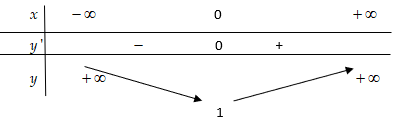 x −∞ 0 +∞
y' − 0 +
y +∞ 1 +∞